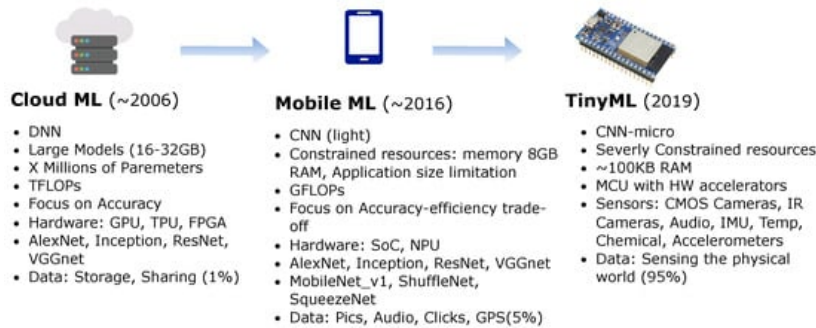 Cloud ML (~2006)
• DNN
• Large Models (16-32GB)
• X Millions of Paremeters
• TFLOPs
• Focus on Accuracy
• Hardware: GPU, TPU, FPGA
• AlexNet, Inception, ResNet,
VGGnet
• Data: Storage, Sharing (1%)
Mobile ML (~2016)
• CNN (light)
• Constrained resources: memory 8GB
RAM, Application size limitation
• GFLOPs
• Focus on Accuracy-efficiency trade-
off
• Hardware: SoC, NPU
• AlexNet, Inception, ResNet, VGGnet
• MobileNet_v1, ShuffleNet,
SqueezeNet
• Data: Pics, Audio, Clicks, GPS(5%)
TinyML (2019)
• CNN-micro
• Severly Constrained resources
• ~100KB RAM
• MCU with HW accelerators
• Sensors: CMOS Cameras, IR
Cameras, Audio, IMU, Temp,
Chemical, Accelerometers
• Data: Sensing the physical
world (95%)